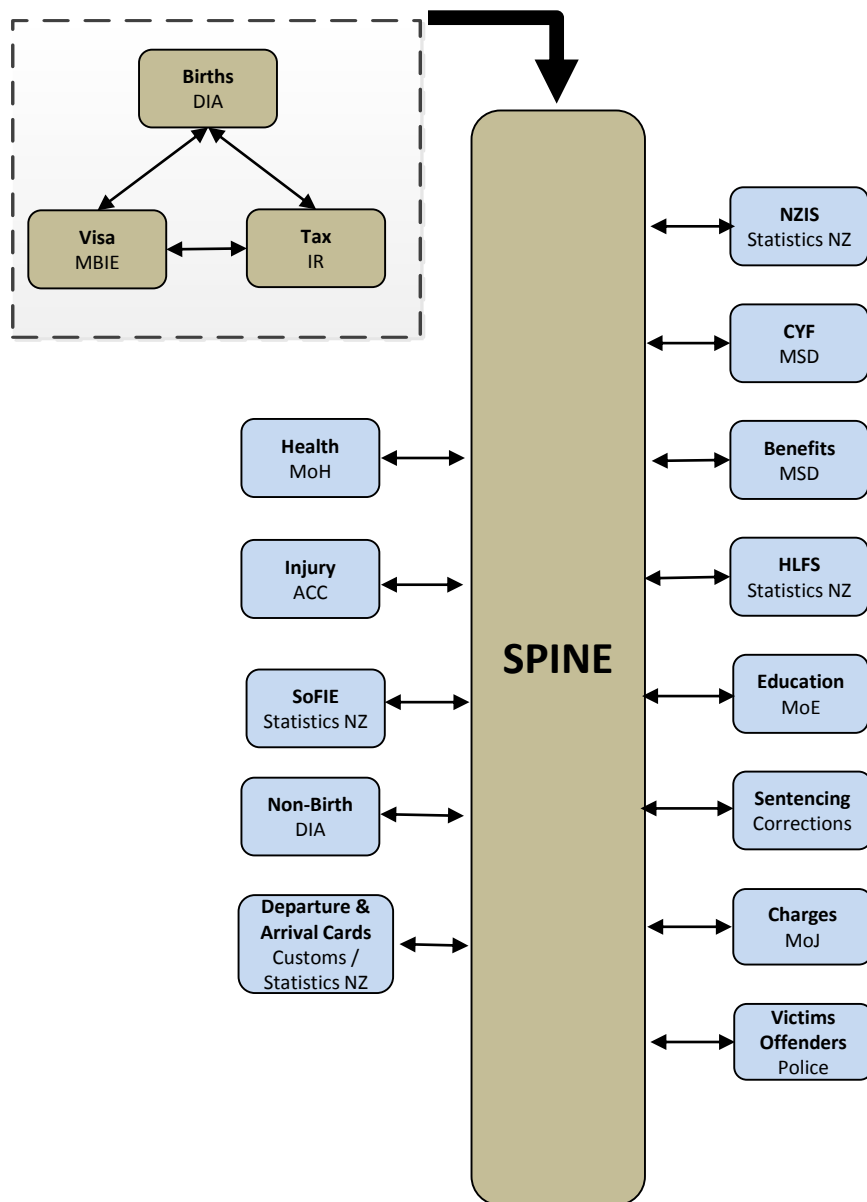 Births
DIA
Visa
MBIE
Tax
IR
SPINE
Health
MoH
Injury
ACC
SoFIE
Statistics NZ
Non-Birth
DIA
Departure &
Arrival Cards
Customs /
Statistics NZ
NZIS
Statistics NZ
CYF
MSD
Benefits
MSD
HLFS
Statistics NZ
Education
MoE
Sentencing
Corrections
Charges
MoJ
Victims
Offenders
Police